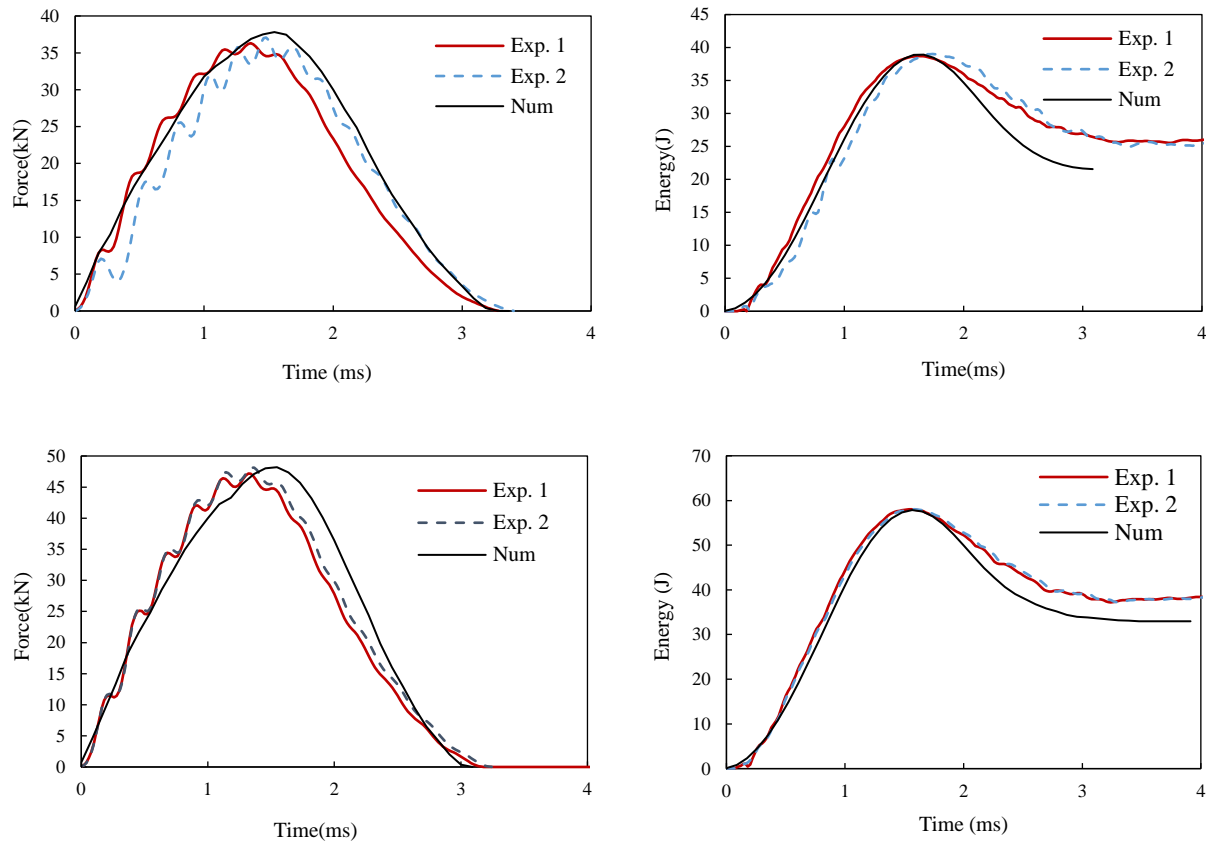 40
35
30
25
20
15
10
5
0
Force(kN)
0 1 2 3 4
Time (ms)
Exp. 1
Exp. 2
Num
45
40
35
30
25
20
15
10
5
0
Energy(J)
0 1 2 3 4
Time(ms)
Exp. 1
Exp. 2
Num
50
45
40
35
30
25
20
15
10
5
0
Force(kN)
0 1 2 3 4
Time(ms)
Exp. 1
Exp. 2
Num
70
60
50
40
30
20
10
0
Energy (J)
0 1 2 3 4
Time (ms)
Exp. 1
Exp. 2
Num